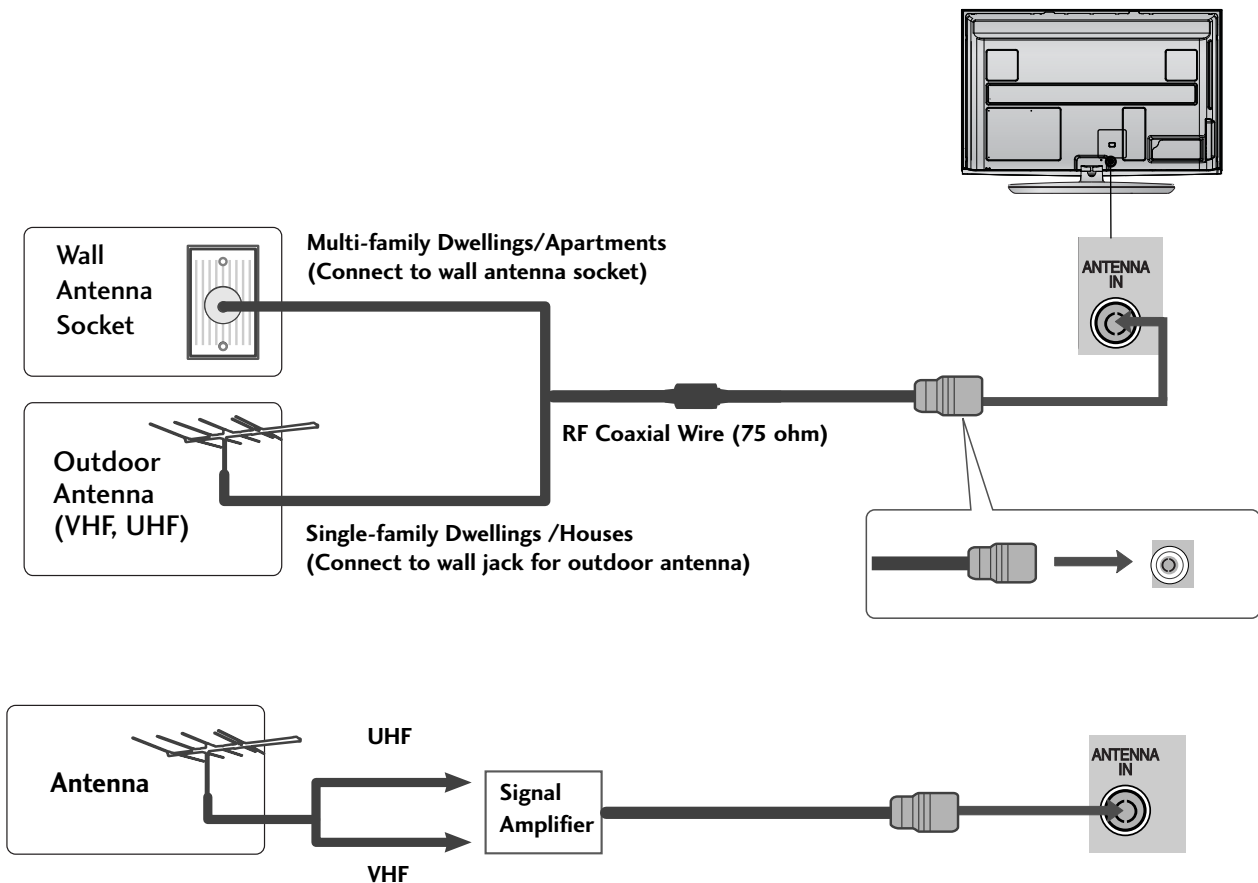 Wall
Antenna
Socket
Multi-family Dwellings/Apartments
(Connect to wall antenna socket)
ANTENNA
IN
RF Coaxial Wire (75 ohm)
Outdoor
Antenna
(VHF, UHF)
Single-family Dwellings /Houses
(Connect to wall jack for outdoor antenna)
Antenna
UHF
VHF
Signal
Amplifier
ANTENNA
IN